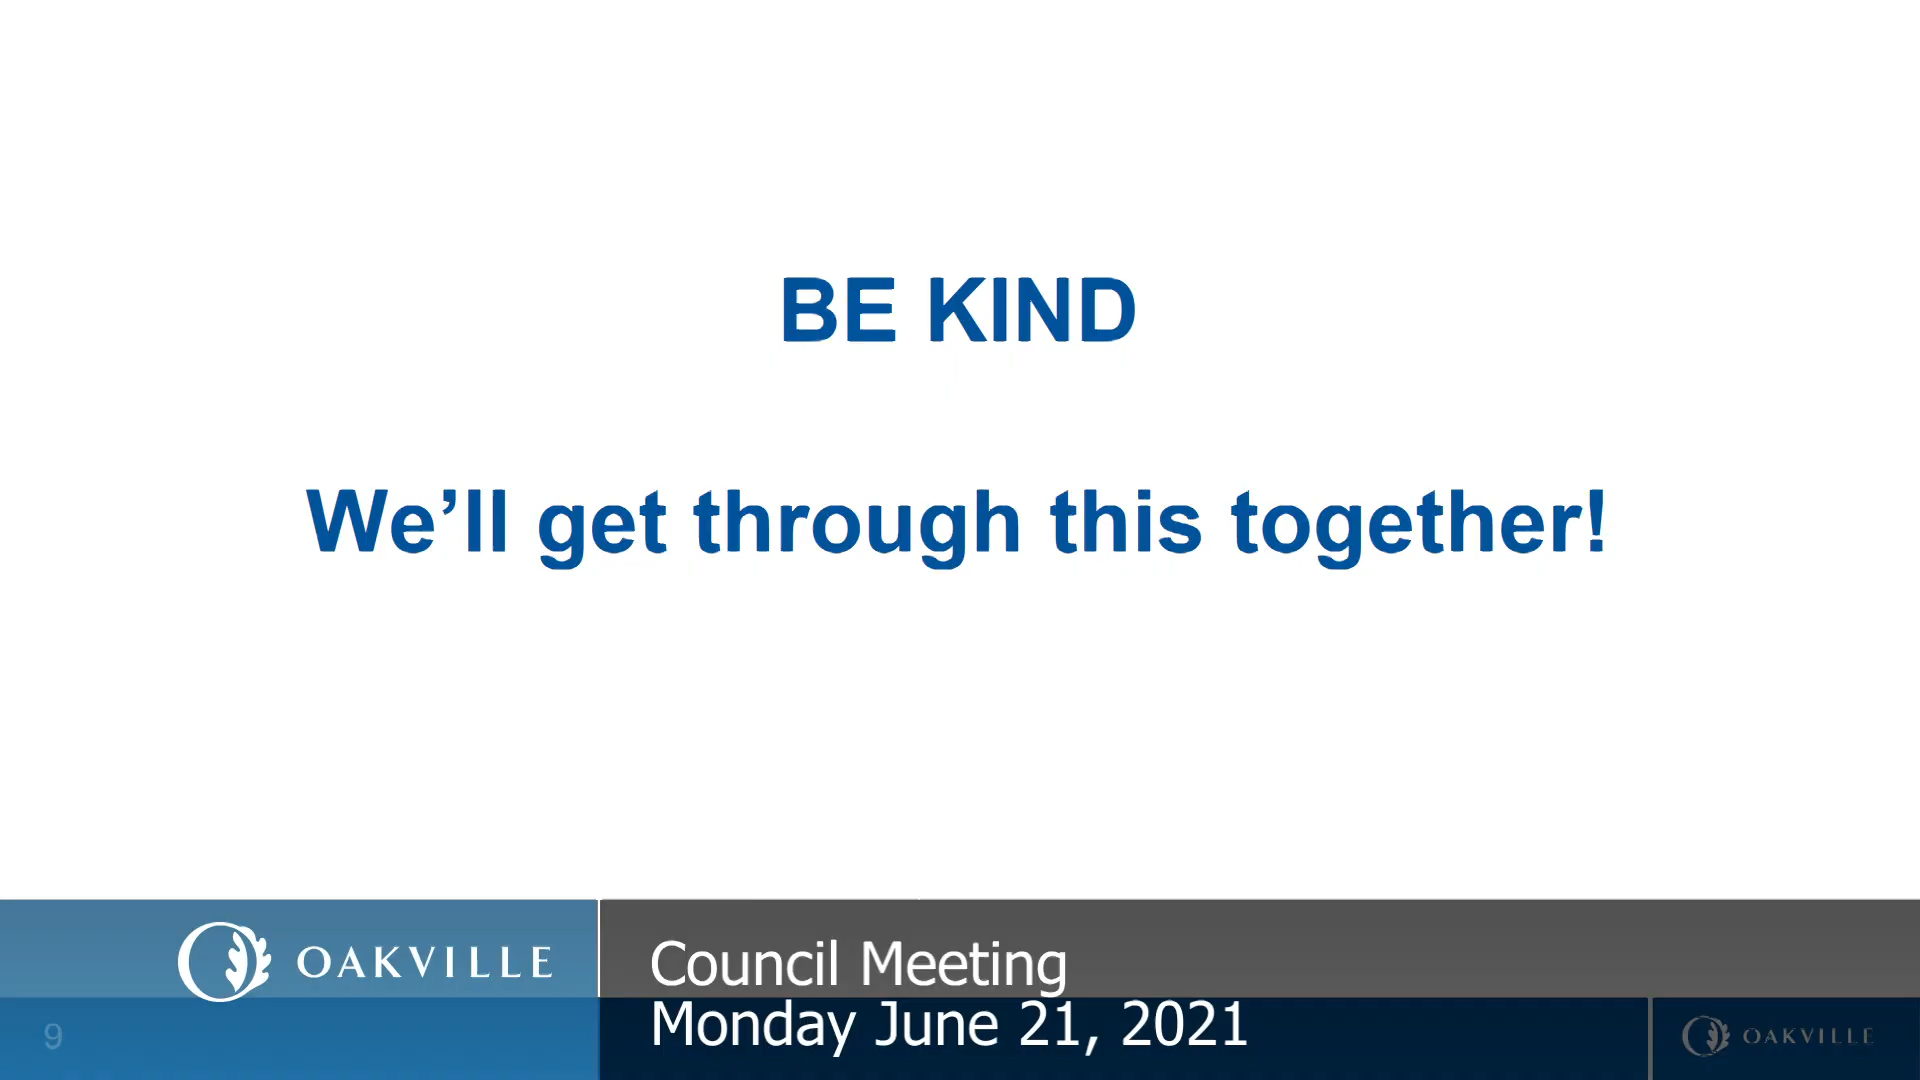 BE KIND
We’ll get through this together!
OAKVILLE
Council Meeting
Monday June 21, 2021
9
OAKVILLE